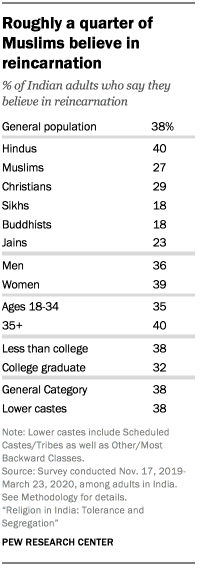 Roughly a quarter of
Muslims believe in
reincarnation
% of Indian adults who say they
believe in reincarnation
General population 38%
Hindus 40
Muslims 27
Christians 29
Sikhs 18
Buddhists 18
Jains 23
Men 36
Women 39
Ages 18-34 35
35+ 40
Less than college 38
College graduate 32
General Category 38
Lower castes 38
Note: Lower castes include Scheduled
Castes/Tribes as well as Other/Most
Backward Classes.
Source: Survey conducted Nov. 17, 2019-
March 23, 2020, among adults in India.
See Methodology for details.
“Religion in India: Tolerance and
Segregation”
PEW RESEARCH CENTER